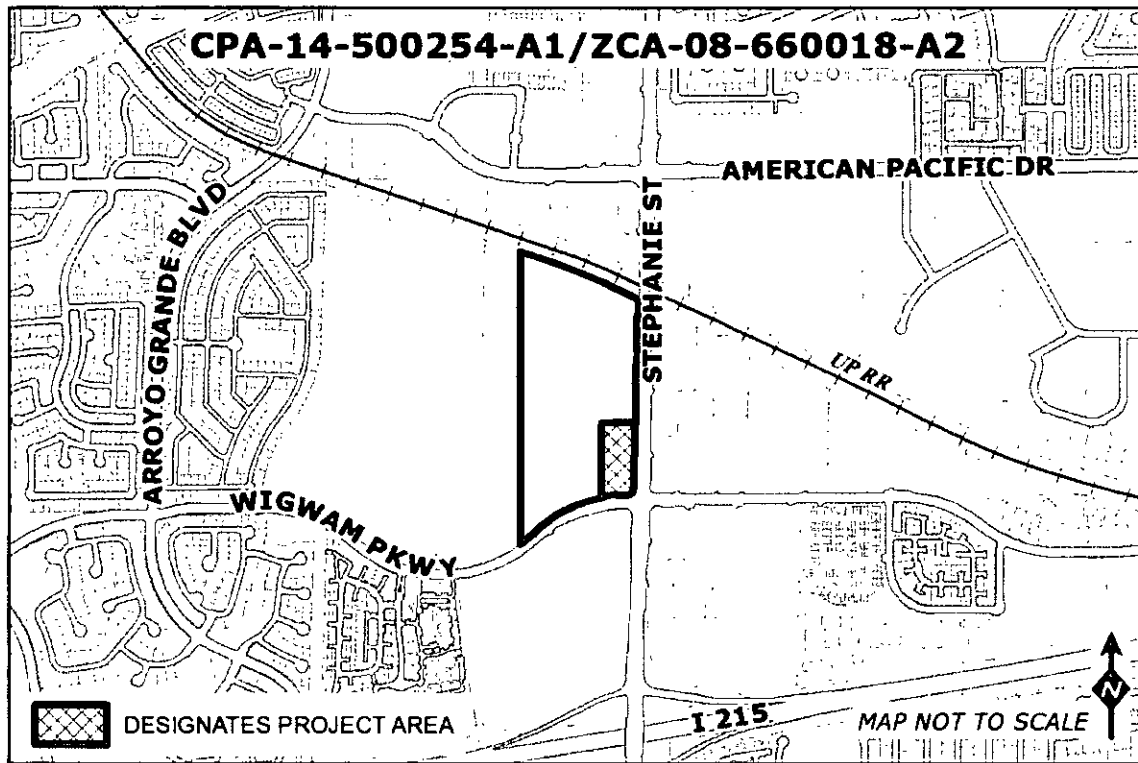 CPA-14-500254-A1/ZCA-08-660018-A2
AMERICAN PACIFIC DR
STEPHANIE ST
ARROYO GRANDE BLVD
UP RR
WIGWAM PKWY
I 215
N
DESIGNATES PROJECT AREA
MAP NOT TO SCALE